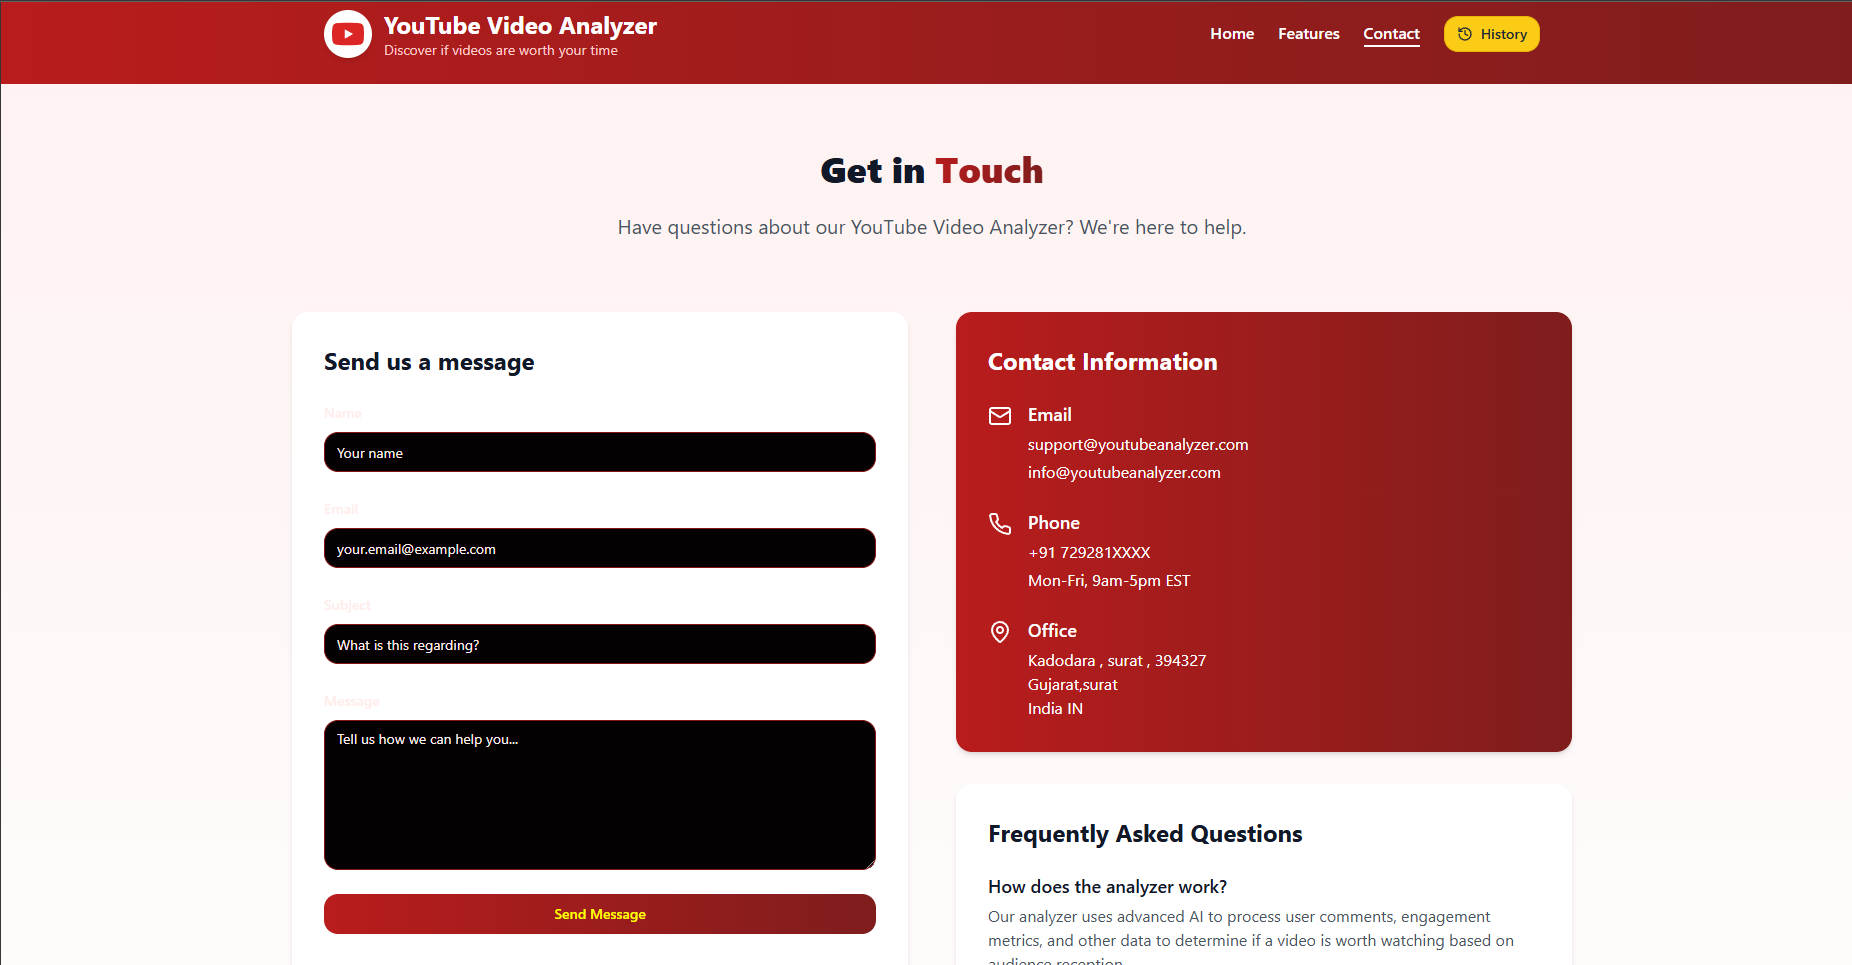 YouTube Video Analyzer
Discover if videos are worth your time
Home
Features
Contact
History
Get in Touch
Have questions about our YouTube Video Analyzer? We're here to help.
Send us a message
Name
Your name
Email
your.email@example.com
Subject
What is this regarding?
Message
Tell us how we can help you...
Send Message
Contact Information
Email
support@youtubeanalyzer.com
info@youtubeanalyzer.com
Phone
+91 729281XXXX
Mon-Fri, 9am-5pm EST
Office
Kadodara , surat , 394327
Gujarat,surat
India IN
Frequently Asked Questions
How does the analyzer work?
Our analyzer uses advanced AI to process user comments, engagement
metrics, and other data to determine if a video is worth watching based on
audience reception